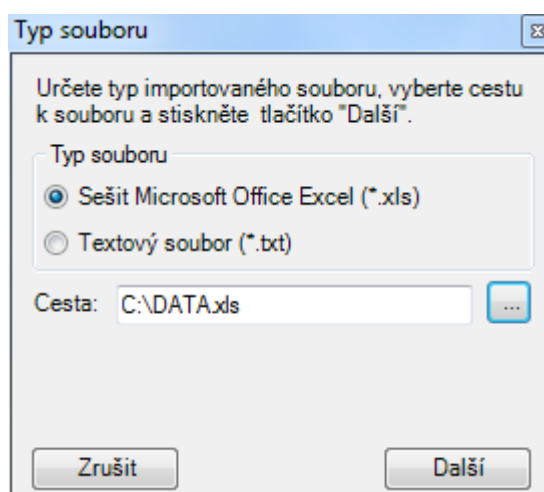 Typ souboru
Určete typ importovaného souboru, vyberte cestu
k souboru a stiskněte tlačítko "Další".
Typ souboru
Sešit Microsoft Office Excel (*.xls)
Textový soubor (*.txt)
Cesta: C:\DATA.xls ...
Zrušit Další